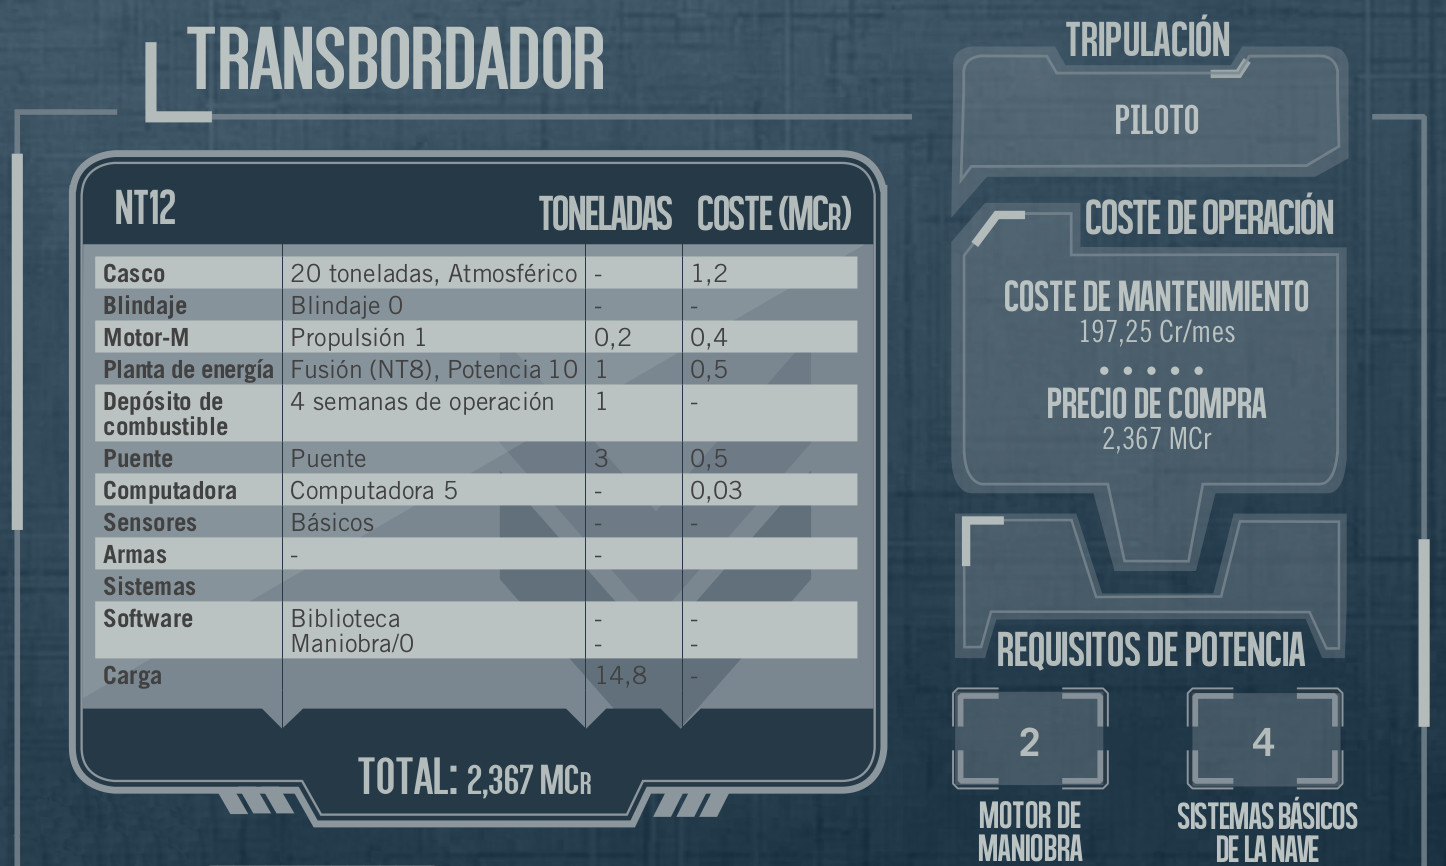 TRANSBORDADOR
NT12 TONELADAS COSTE (MCR)
Casco 20 toneladas, Atmosférico - 1,2
Blindaje Blindaje 0 - -
Motor-M Propulsión 1 0,2 0,4
Planta de energía Fusión (NT8), Potencia 10 1 0,5
Depósito de 4 semanas de operación 1 -
combustible
Puente Puente 3 0,5
Computadora Computadora 5 - 0,03
Sensores Básicos - -
Armas - -
Sistemas
Software Biblioteca - -
Maniobra/0 - -
Carga 14,8 -
TOTAL: 2,367 MCR
TRIPULACIÓN
PILOTO
COSTE DE OPERACIÓN
COSTE DE MANTENIMIENTO
197,25 Cr/mes
PRECIO DE COMPRA
2,367 MCr
REQUISITOS DE POTENCIA
2 4
MOTOR DE SISTEMAS BÁSICOS
MANIOBRA DE LA NAVE